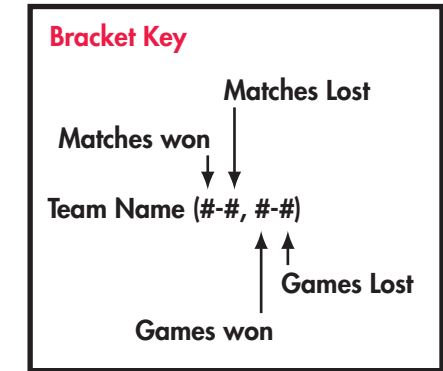 Bracket Key
Matches Lost
Matches won
Team Name (#-#, #-#)
Games Lost
Games won